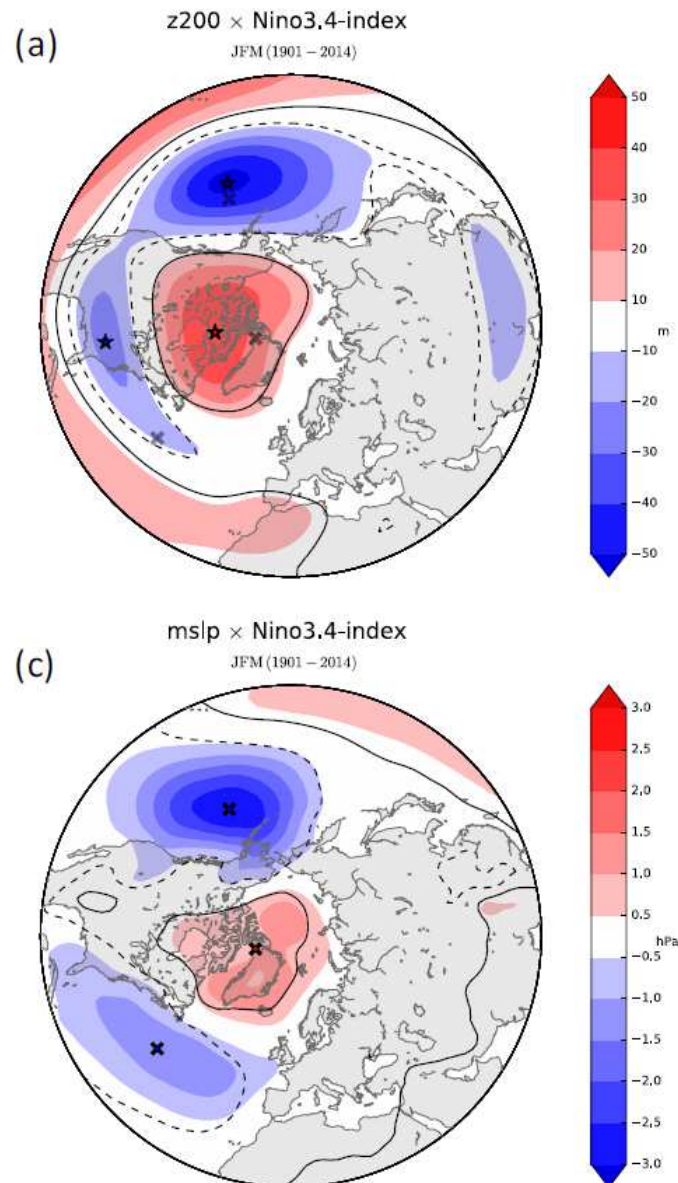 z200 × Nino3.4-index
(a)
JFM (1901 − 2014)
50
40
30
20
10
m
−10
−20
−30
−40
−50
mslp × Nino3.4-index
(c)
JFM (1901 − 2014)
3.0
2.5
2.0
1.5
1.0
0.5
hPa
−0.5
−1.0
−1.5
−2.0
−2.5
−3.0